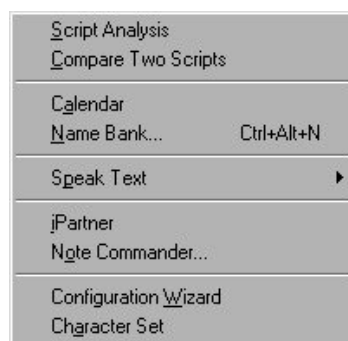 Script Analysis
Compare Two Scripts
Calendar
Name Bank... Ctrl+Alt+N
Speak Text
iPartner
Note Commander...
Configuration Wizard
Character Set